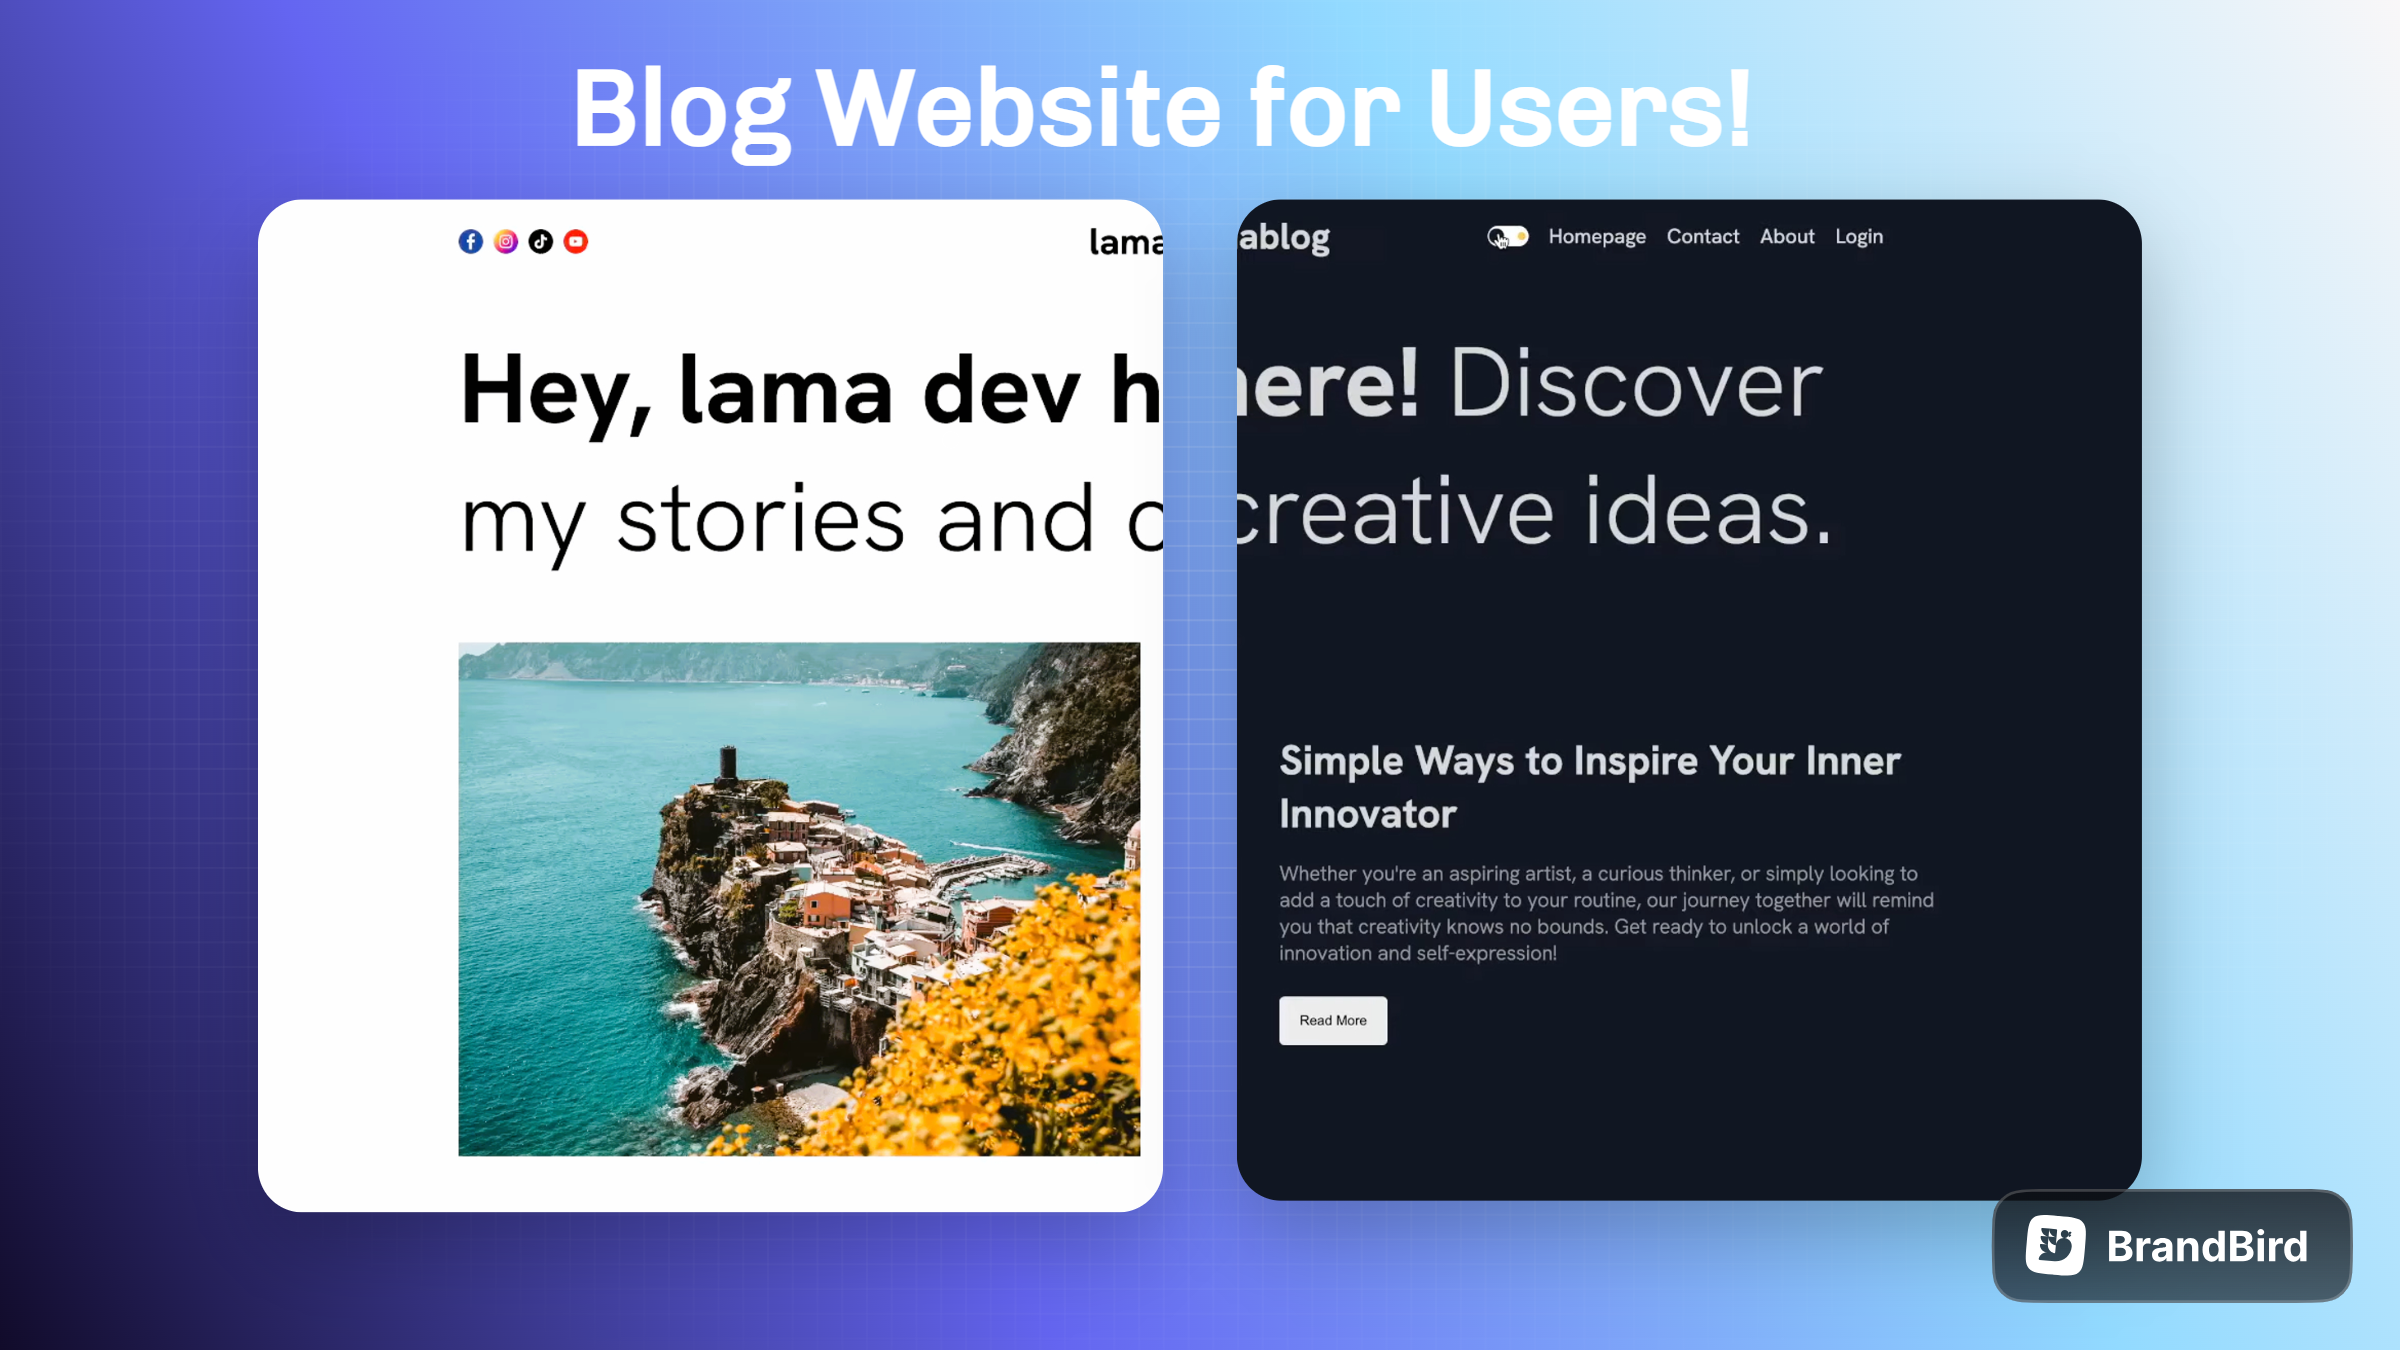 Blog Website for Users!
lama
Hey, lama dev h
my stories and c
ablog
Homepage Contact About Login
here! Discover
creative ideas.
Simple Ways to Inspire Your Inner
Innovator
Whether you're an aspiring artist, a curious thinker, or simply looking to
add a touch of creativity to your routine, our journey together will remind
you that creativity knows no bounds. Get ready to unlock a world of
innovation and self-expression!
Read More
BrandBird